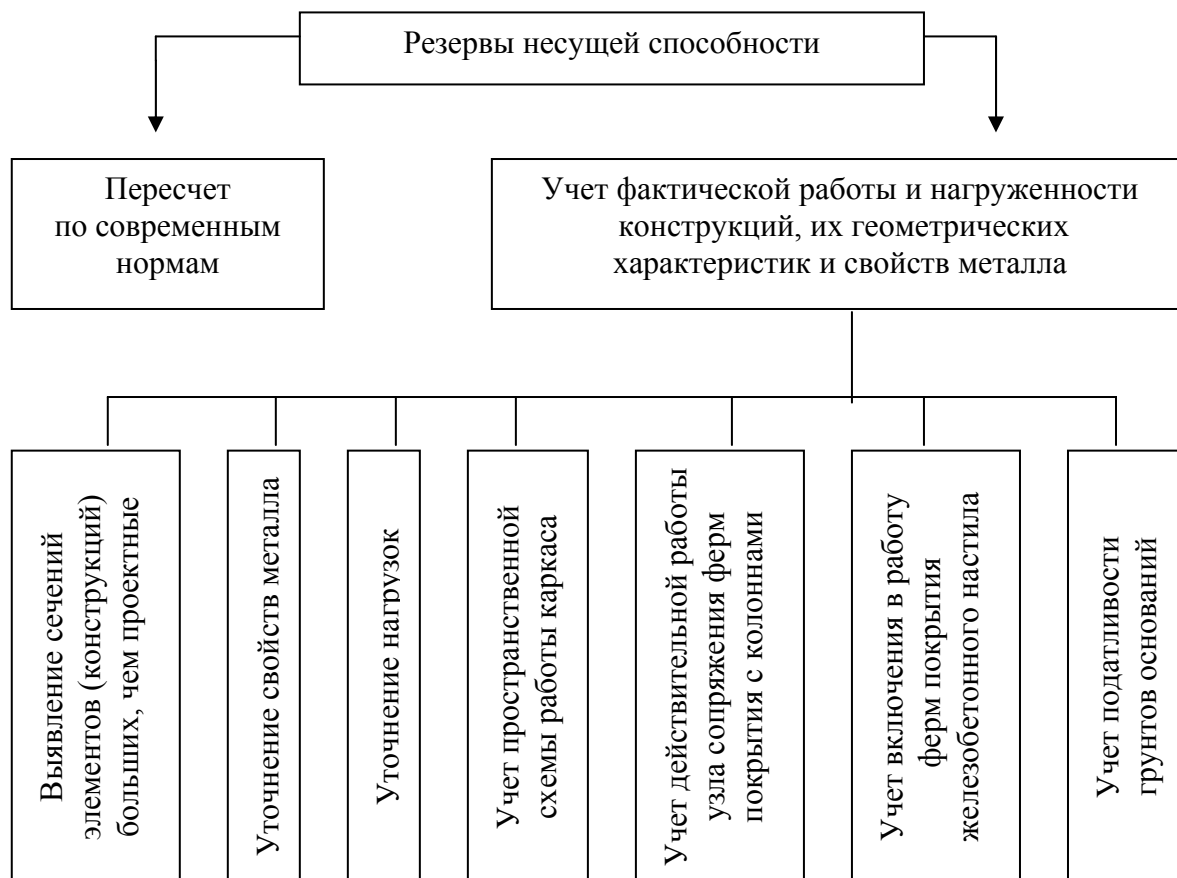 Резервы несущей способности
Пересчет
по современным
нормам
Учет фактической работы и нагруженности
конструкций, их геометрических
характеристик и свойств металла
Выявление сечений
элементов (конструкций)
больших, чем проектные
Уточнение свойств металла
Уточнение нагрузок
Учет пространственной
схемы работы каркаса
Учет действительной работы
узла сопряжения ферм
покрытия с колоннами
Учет включения в работу
ферм покрытия
железобетонного настила
Учет податливости
грунтов оснований